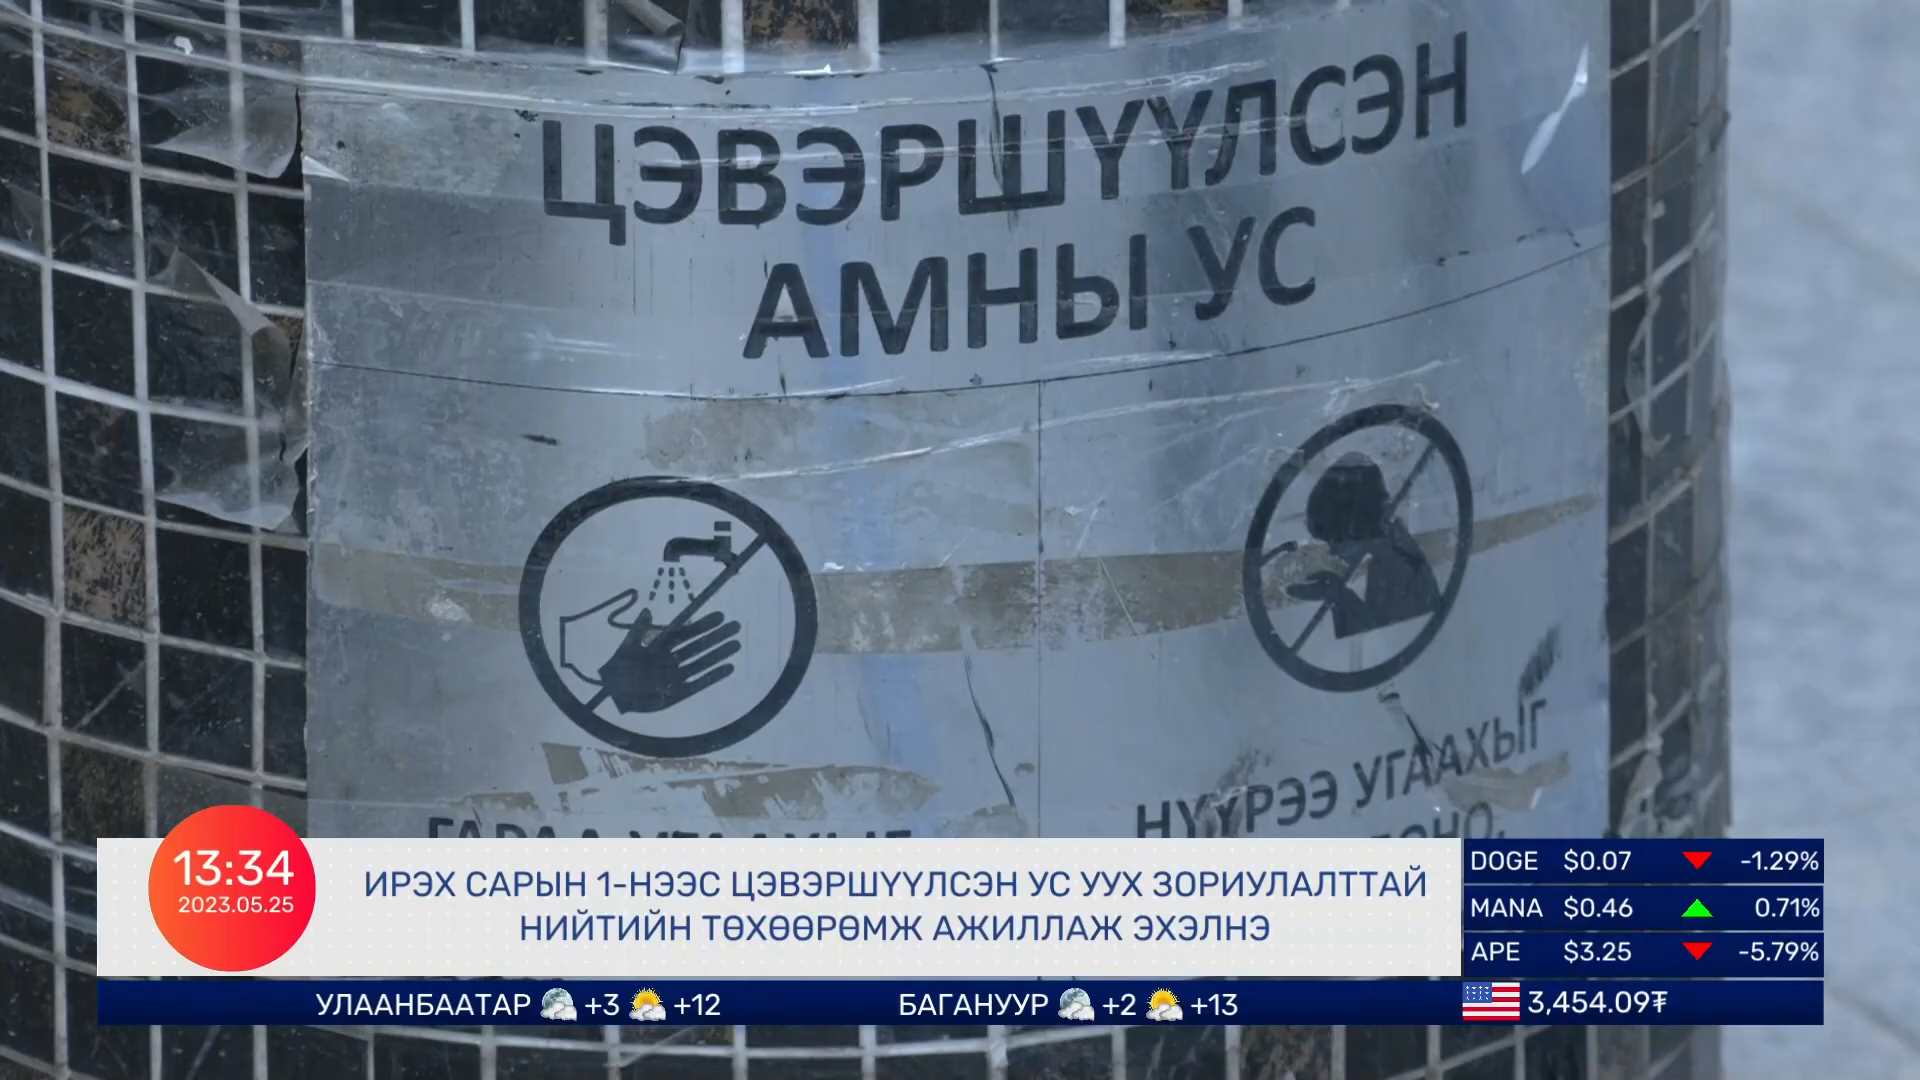 ЦЭВЭРШҮҮЛСЭН
АМНЫ УС
НҮҮРЭЭ УГААХЫГ
13:34
2023.05.25
ИРЭХ САРЫН 1-НЭЭС ЦЭВЭРШҮҮЛСЭН УС УУХ ЗОРИУЛАЛТТАЙ
НИЙТИЙН ТӨХӨӨРӨМЖ АЖИЛЛАЖ ЭХЭЛНЭ
DOGE $0.07 -1.29%
MANA $0.46 0.71%
APE $3.25 -5.79%
УЛААНБААТАР +3 +12 БАГАНУУР +2 +13
3,454.09₮